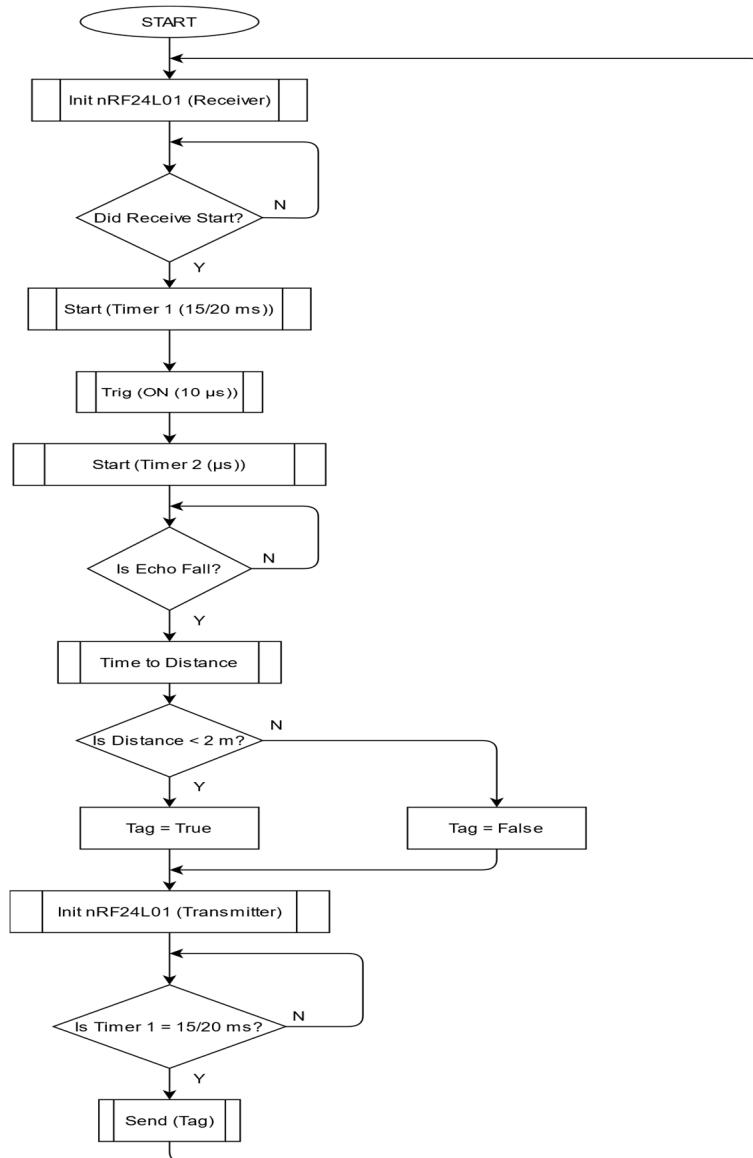 START
Init nRF24L01 (Receiver)
Did Receive Start?
N
Y
Start (Timer 1 (15/20 ms))
Trig (ON (10 µs))
Start (Timer 2 (µs))
Is Echo Fall?
N
Y
Time to Distance
Is Distance < 2 m?
N
Y
Tag = True
Tag = False
Init nRF24L01 (Transmitter)
Is Timer 1 = 15/20 ms?
N
Y
Send (Tag)